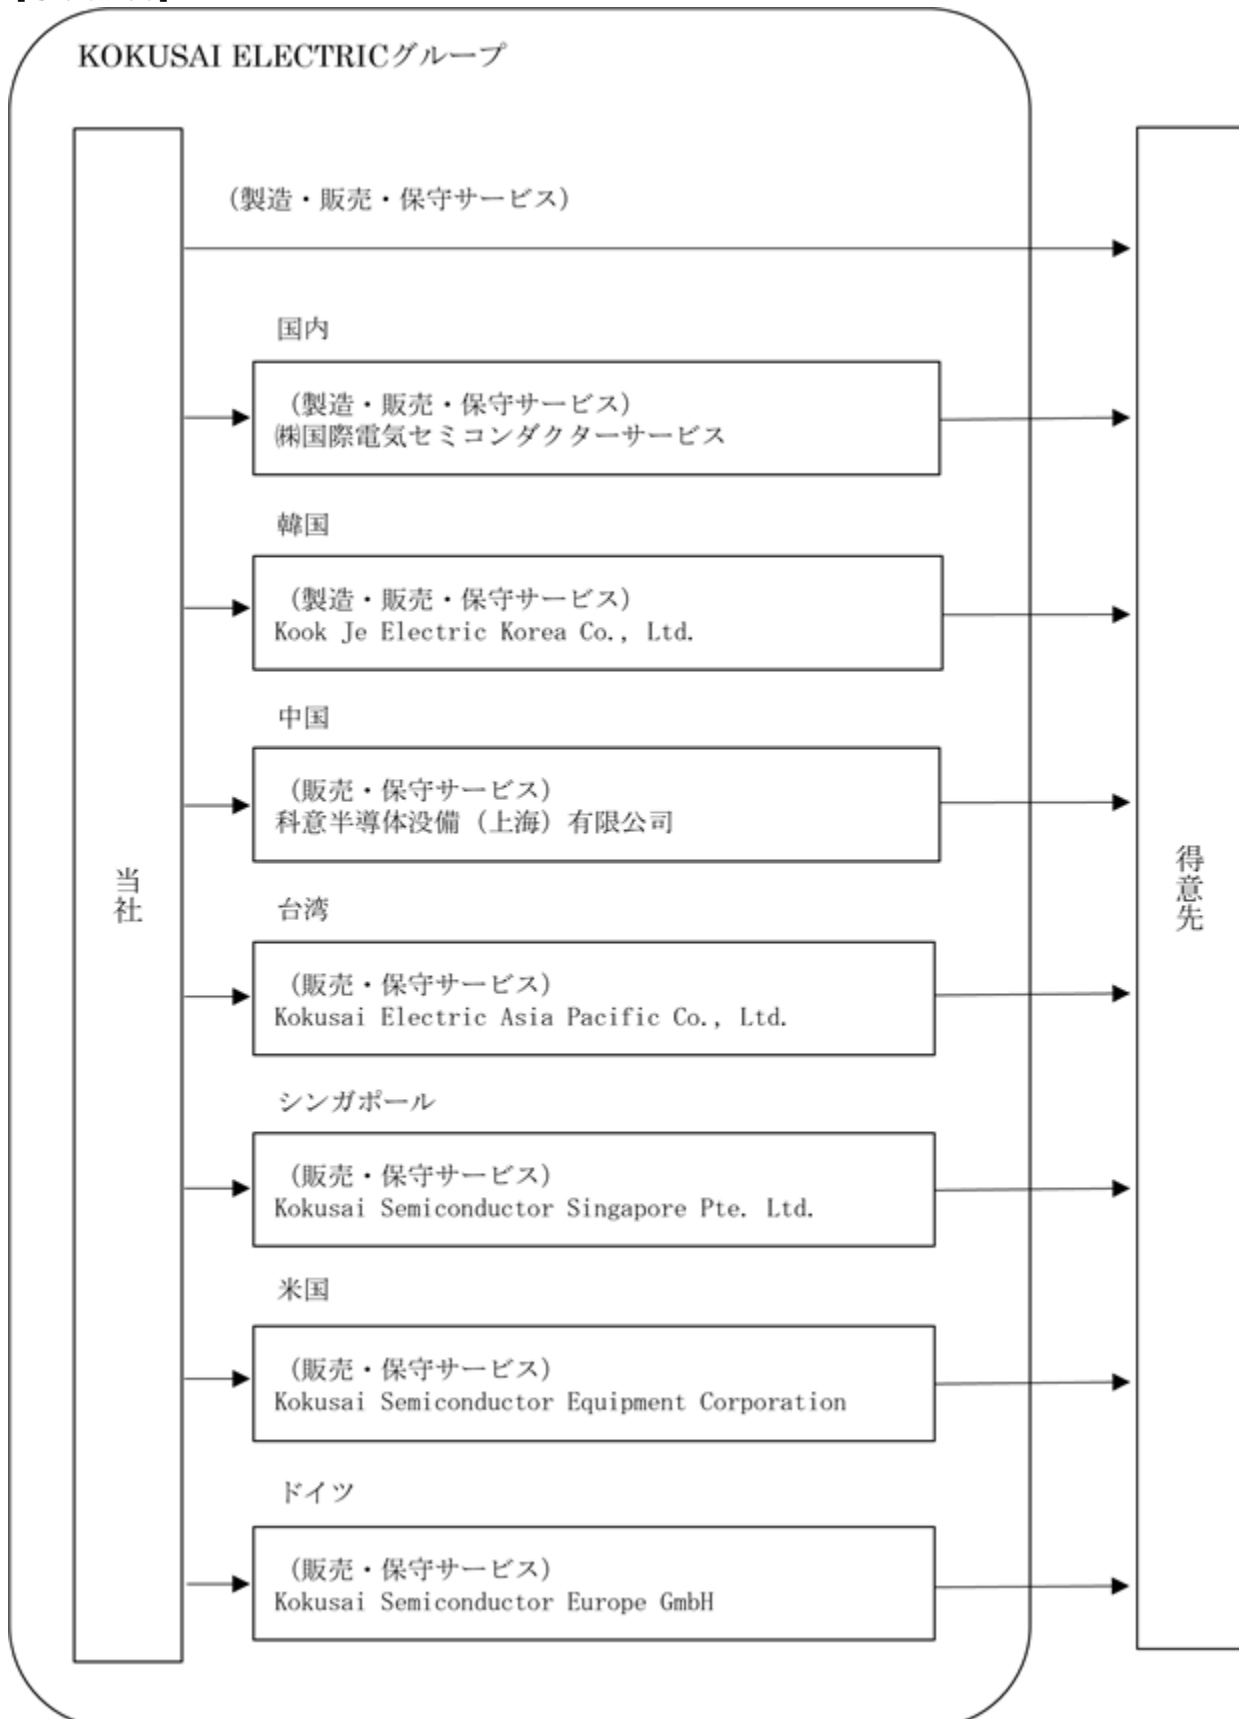 KOKUSAI ELECTRICグループ
（製造・販売・保守サービス）
国内
（製造・販売・保守サービス）
㈱国際電気セミコンダクターサービス
韓国
（製造・販売・保守サービス）
Kook Je Electric Korea Co., Ltd.
中国
（販売・保守サービス）
科意半導体没備（上海）有限公司
当社
得意先
台湾
（販売・保守サービス）
Kokusai Electric Asia Pacific Co., Ltd.
シンガポール
（販売・保守サービス）
Kokusai Semiconductor Singapore Pte. Ltd.
米国
（販売・保守サービス）
Kokusai Semiconductor Equipment Corporation
ドイツ
（販売・保守サービス）
Kokusai Semiconductor Europe GmbH